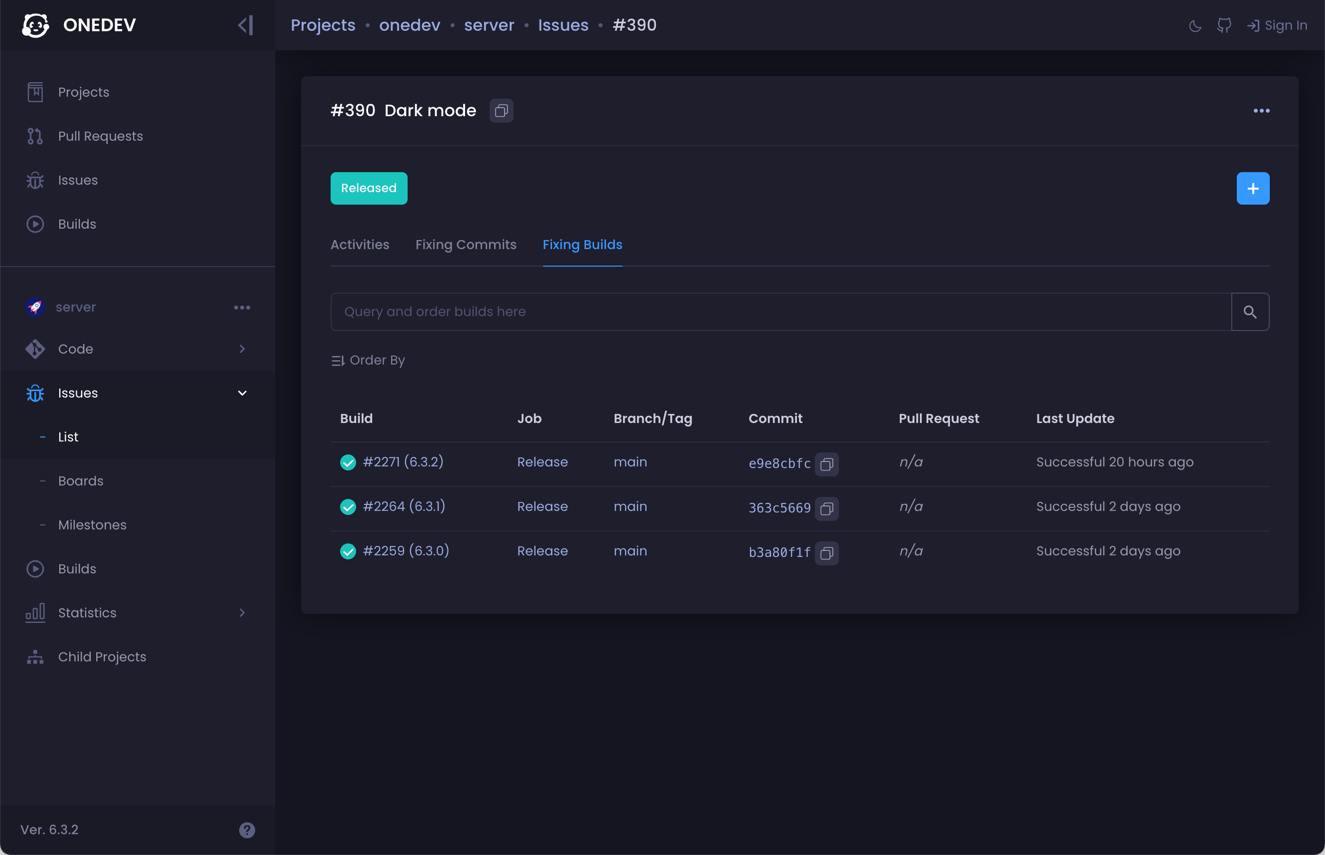 ONEDEV
Projects • onedev • server • Issues • #390
Sign In
Projects
Pull Requests
Issues
Builds
server
Code
Issues
List
Boards
Milestones
Builds
Statistics
Child Projects
Ver. 6.3.2
#390 Dark mode
Released
Activities Fixing Commits Fixing Builds
Query and order builds here
Order By
Build Job Branch/Tag Commit Pull Request Last Update
#2271 (6.3.2) Release main e9e8cbfc n/a Successful 20 hours ago
#2264 (6.3.1) Release main 363c5669 n/a Successful 2 days ago
#2259 (6.3.0) Release main b3a80f1f n/a Successful 2 days ago